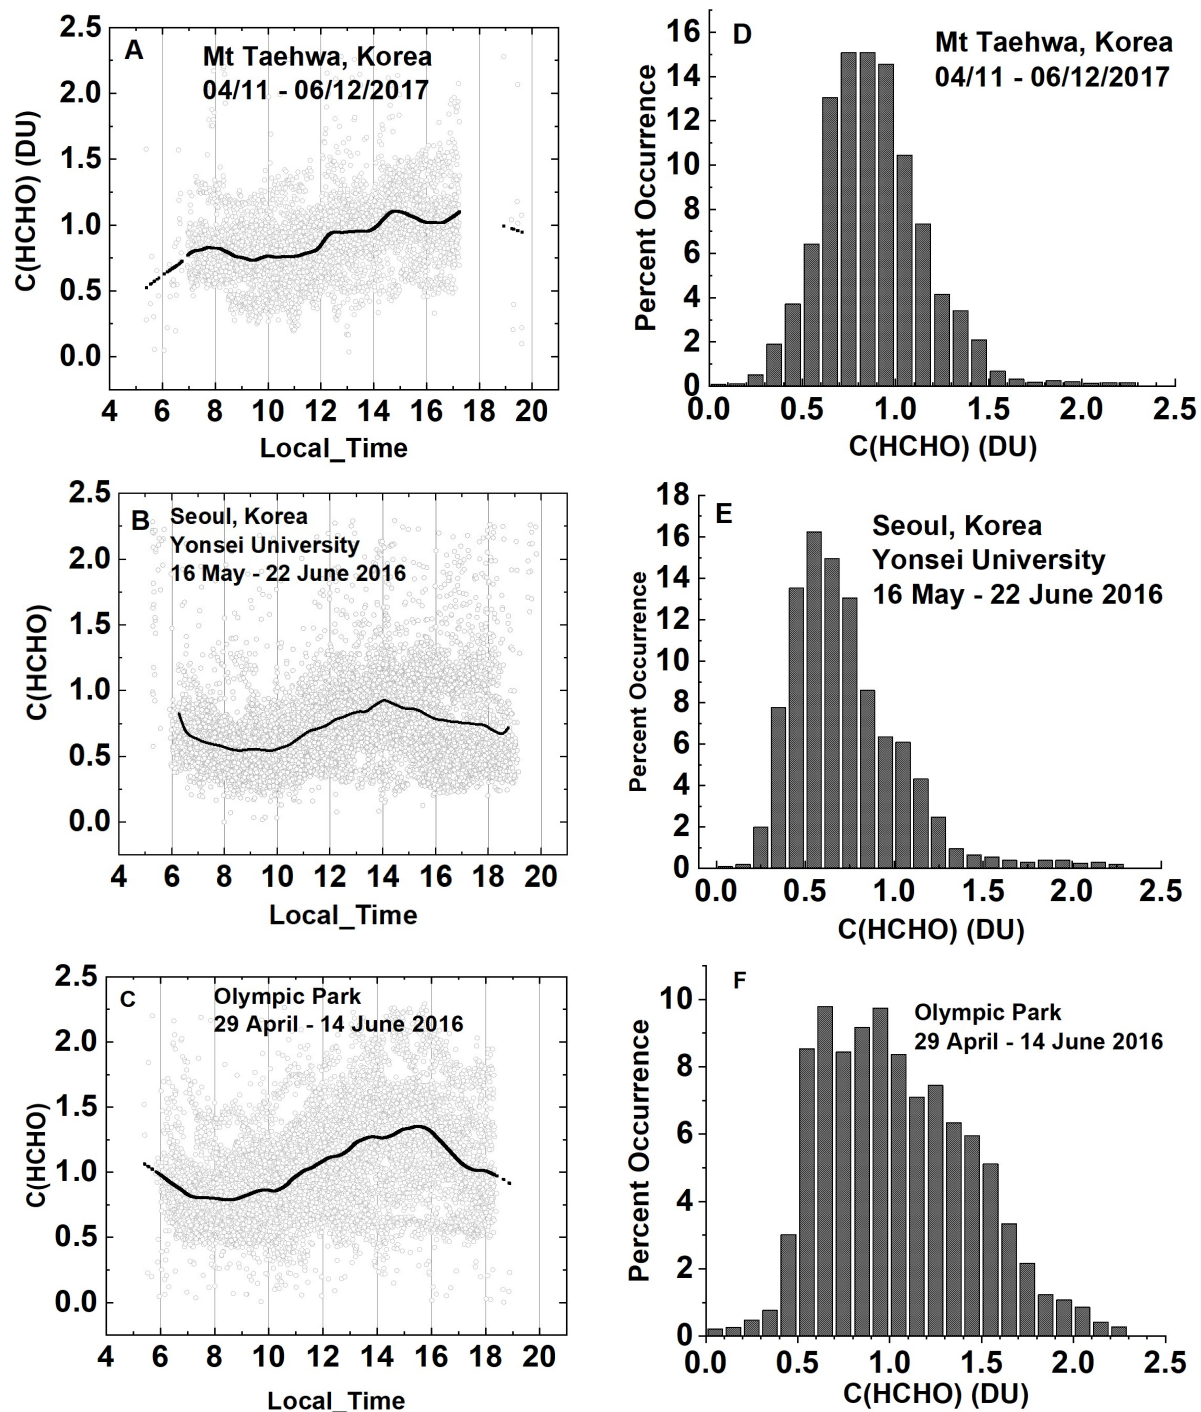 A
Mt Taehwa, Korea
04/11 - 06/12/2017
C(HCHO) (DU)
2.5
2.0
1.5
1.0
0.5
0.0
4 6 8 10 12 14 16 18 20
Local_Time
D
Mt Taehwa, Korea
04/11 - 06/12/2017
Percent Occurrence
16
14
12
10
8
6
4
2
0
0.0 0.5 1.0 1.5 2.0 2.5
C(HCHO) (DU)
B
Seoul, Korea
Yonsei University
16 May - 22 June 2016
C(HCHO)
2.5
2.0
1.5
1.0
0.5
0.0
4 6 8 10 12 14 16 18 20
Local_Time
E
Seoul, Korea
Yonsei University
16 May - 22 June 2016
Percent Occurrence
18
16
14
12
10
8
6
4
2
0
0.0 0.5 1.0 1.5 2.0 2.5
C(HCHO) (DU)
C
Olympic Park
29 April - 14 June 2016
C(HCHO)
2.5
2.0
1.5
1.0
0.5
0.0
4 6 8 10 12 14 16 18 20
Local_Time
F
Olympic Park
29 April - 14 June 2016
Percent Occurrence
10
8
6
4
2
0
0.0 0.5 1.0 1.5 2.0 2.5
C(HCHO) (DU)